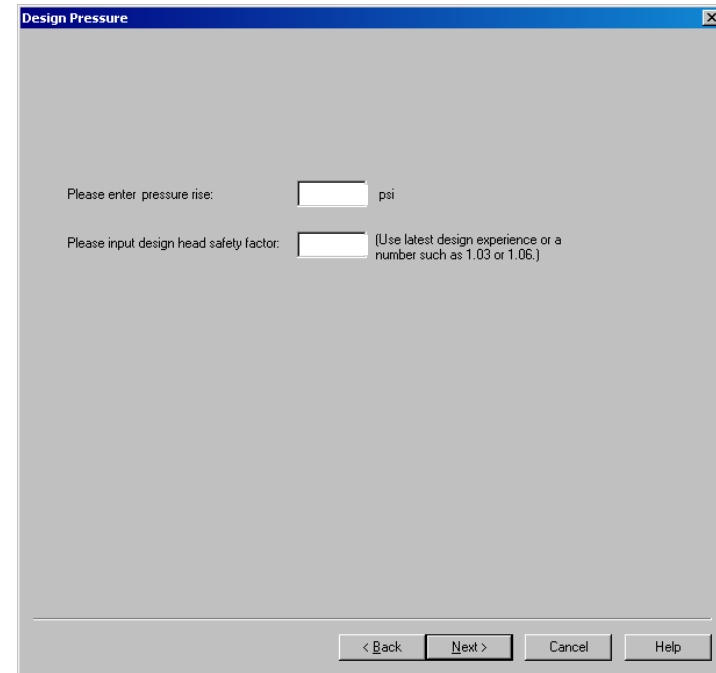 Design Pressure
Please enter pressure rise:
psi
Please input design head safety factor:
(Use latest design experience or a
number such as 1.03 or 1.06.)
< Back
Next >
Cancel
Help